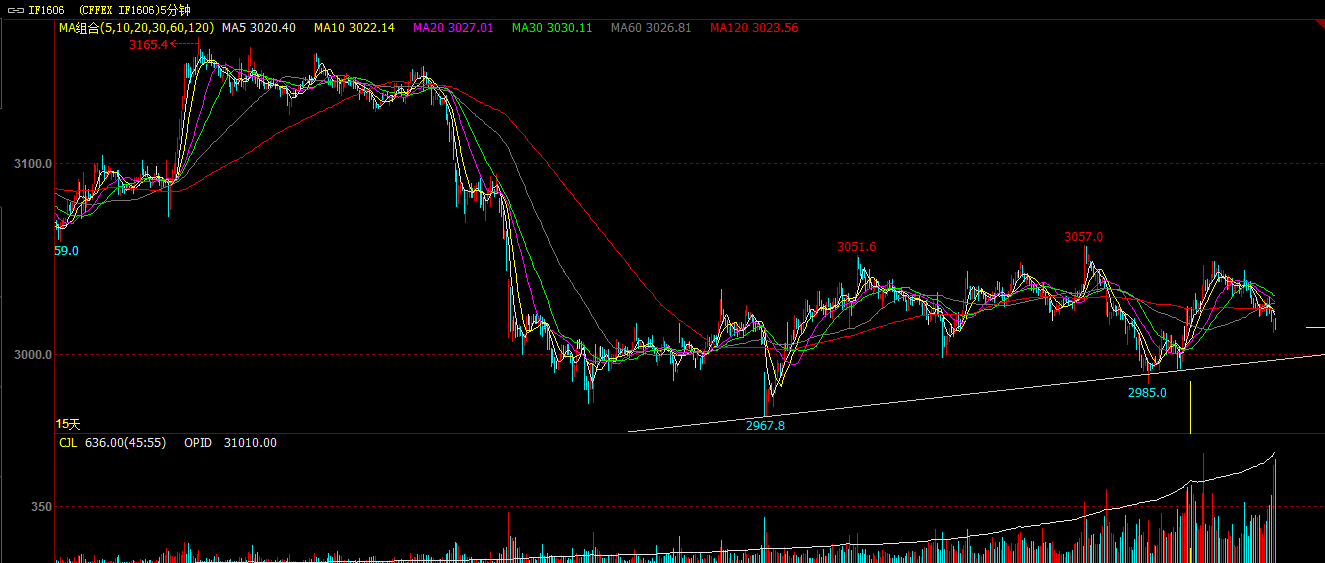 IF1606 (CFFEX IF1606)5分钟
MA组合(5,10,20,30,60,120) MA5 3020.40 MA10 3022.14 MA20 3027.01 MA30 3030.11 MA60 3026.81 MA120 3023.56
3165.4
3100.0
3051.6
3057.0
59.0
3000.0
2985.0
15天
2967.8
CJL 636.00(45:55) OPID 31010.00
350